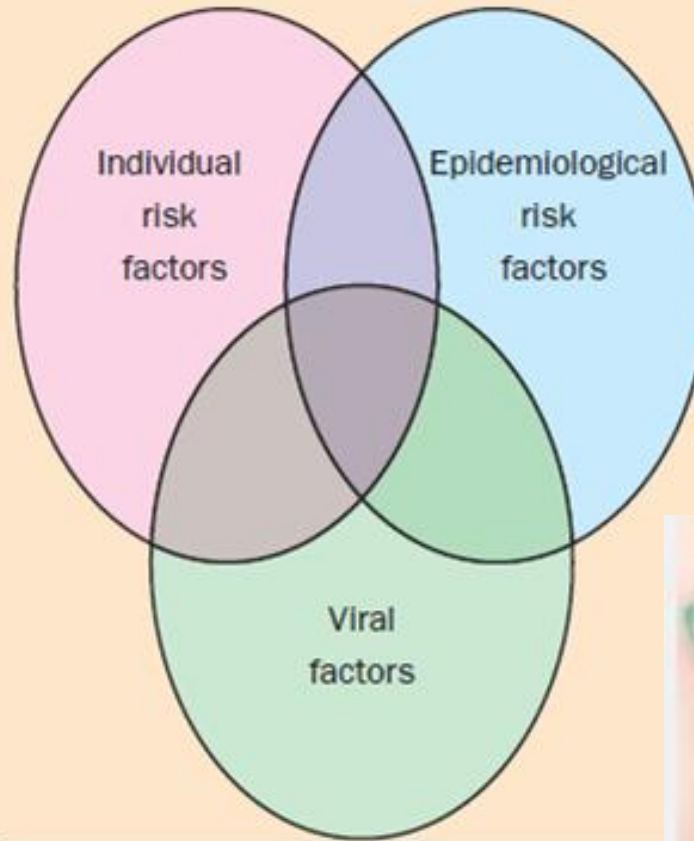 Individual
risk
factors
Epidemiological
risk
factors
Viral
factors